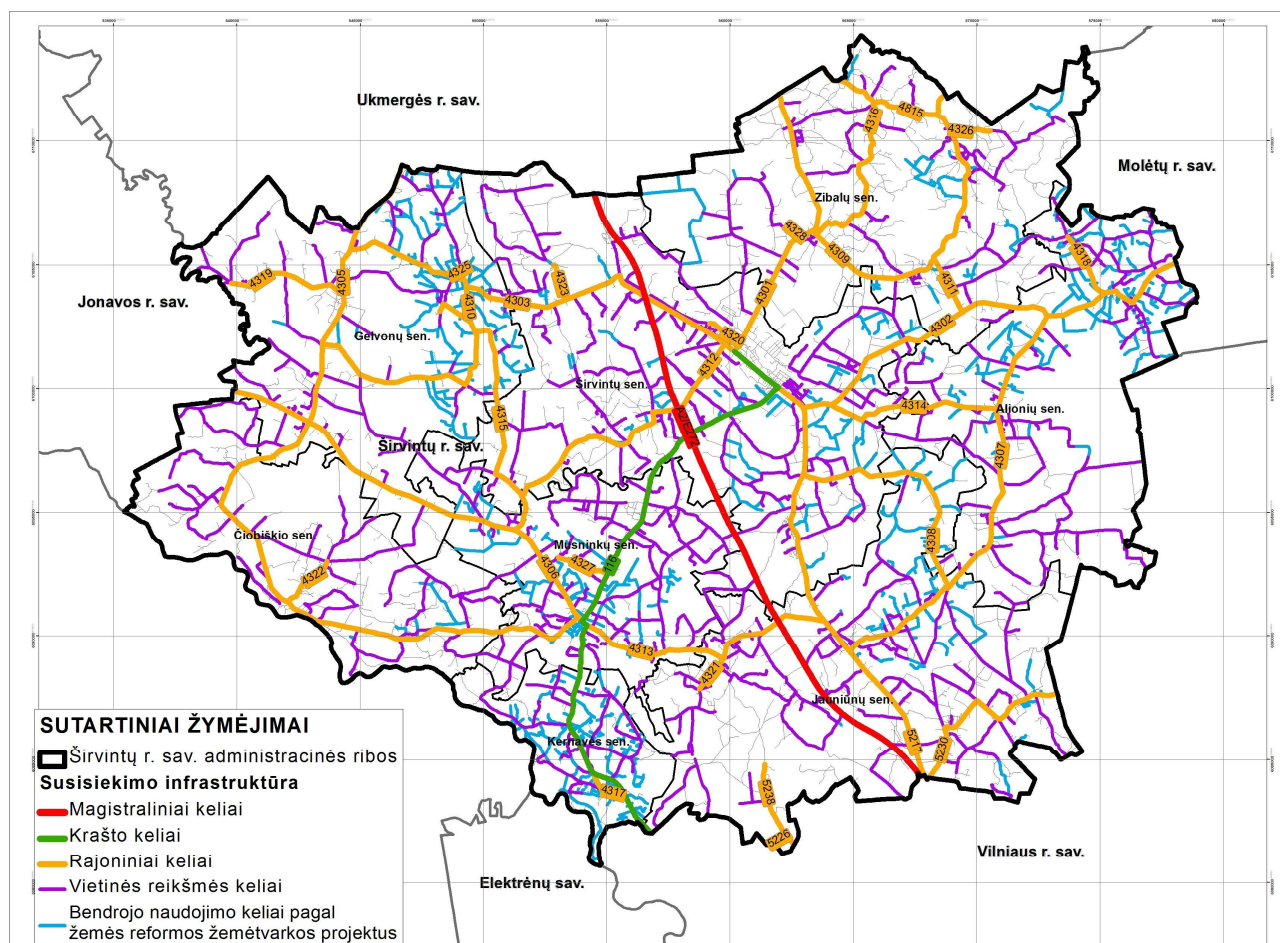 Ukmergės r. sav.
4316
4815
4326
Molėtų r. sav.
Zibalų sen.
4328
4309
4318
4319
4305
4325
4323
4301
4311
Jonavos r. sav.
4303
4310
4302
4320
Gelvonų sen.
4312
Širvintų sen.
4314
Alionių sen.
A2/E272
4315
Širvintų r. sav.
4307
Čiobiškio sen.
Musninkų sen.
4308
4306
4327
116
4322
4313
4321
Jauniūnų sen.
5217
5230
Kernavės sen.
4317
5238
5226
Vilniaus r. sav.
Elektrėnų sav.
SUTARTINIAI ŽYMĖJIMAI
Širvintų r. sav. administracinės ribos
Susisiekimo infrastruktūra
Magistraliniai keliai
Krašto keliai
Rajoniniai keliai
Vietinės reikšmės keliai
Bendrojo naudojimo keliai pagal
žemės reformos žemėtvarkos projektus